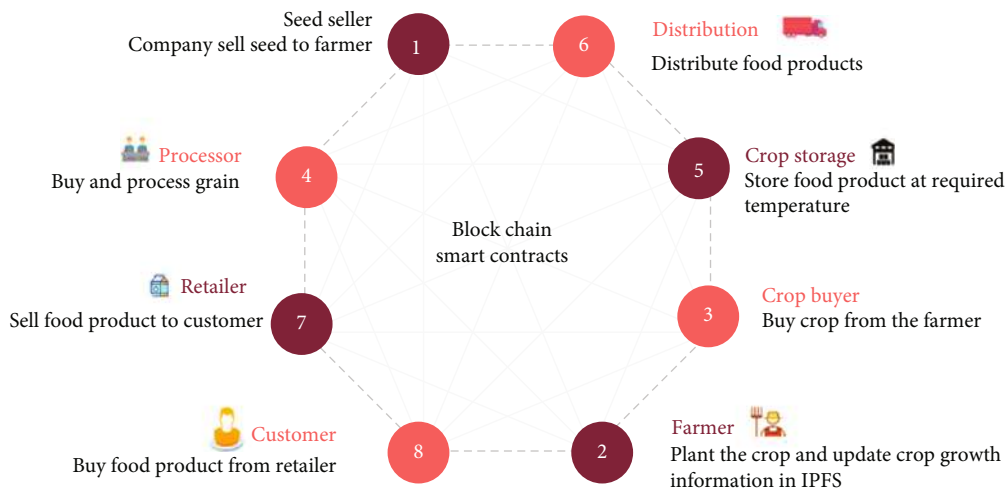 Seed seller
Company sell seed to farmer
1
6
Distribution
Distribute food products
Processor
Buy and process grain
4
5
Crop storage
Store food product at required
temperature
Block chain
smart contracts
Retailer
Sell food product to customer
7
3
Crop buyer
Buy crop from the farmer
Customer
Buy food product from retailer
8
2
Farmer
Plant the crop and update crop growth
information in IPFS